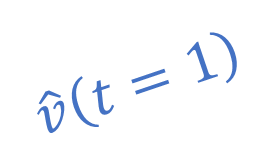 v̂(t = 1)